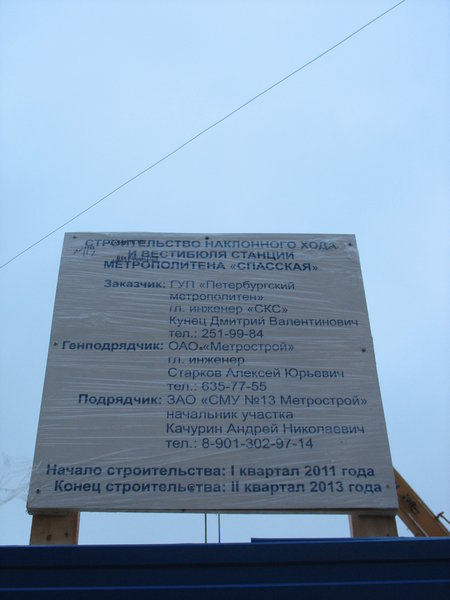 СТРОИТЕЛЬСТВО НАКЛОННОГО ХОДА
И ВЕСТИБЮЛЯ СТАНЦИИ
МЕТРОПОЛИТЕНА «СПАССКАЯ»
Заказчик: ГУП «Петербургский
метрополитен»
гл. инженер «СКС»
Кунец Дмитрий Валентинович
тел.: 251-99-84
Генподрядчик: ОАО «Метрострой»
гл. инженер
Старков Алексей Юрьевич
тел.: 635-77-55
Подрядчик: ЗАО «СМУ №13 Метрострой»
начальник участка
Качурин Андрей Николаевич
тел.: 8-901-302-97-14
Начало строительства: I квартал 2011 года
Конец строительства: II квартал 2013 года